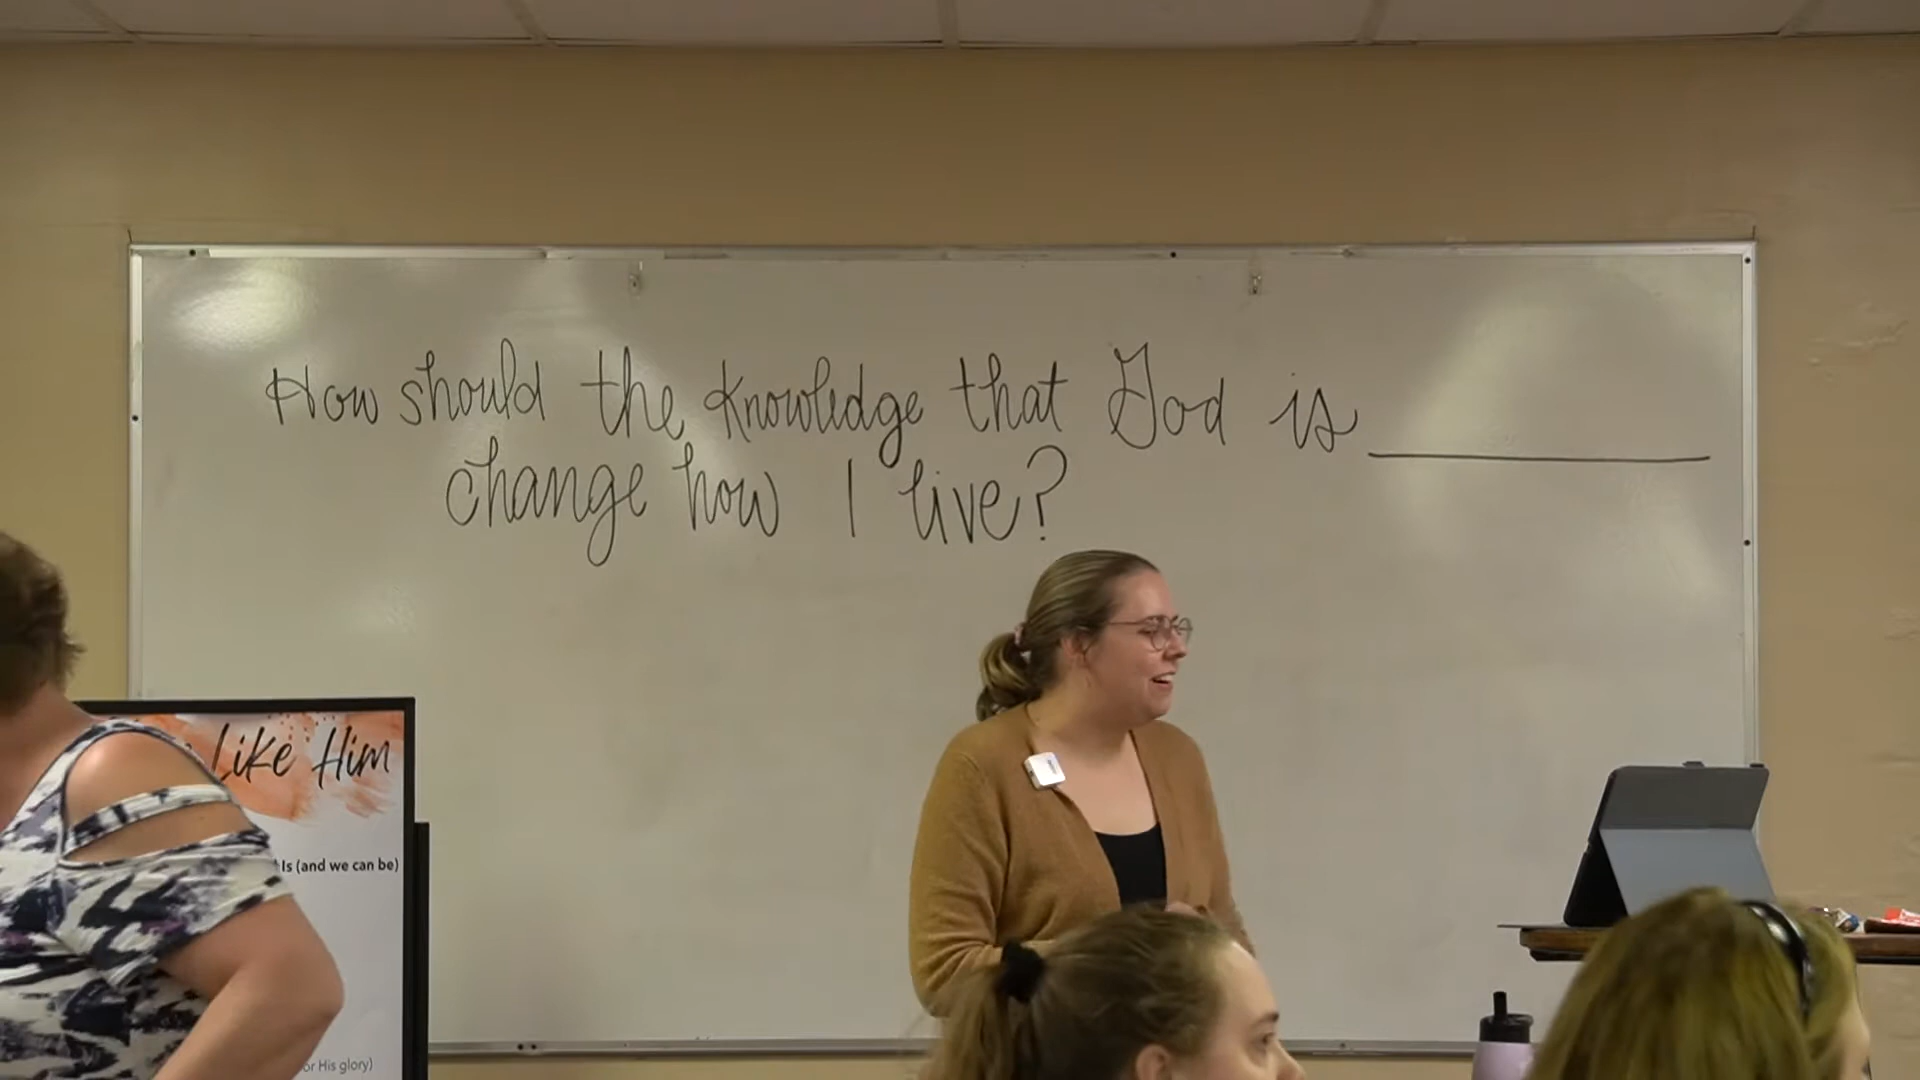 How should the Knowledge that God is
change how I live?
Like Him
Is (and we can be)
or His glory)